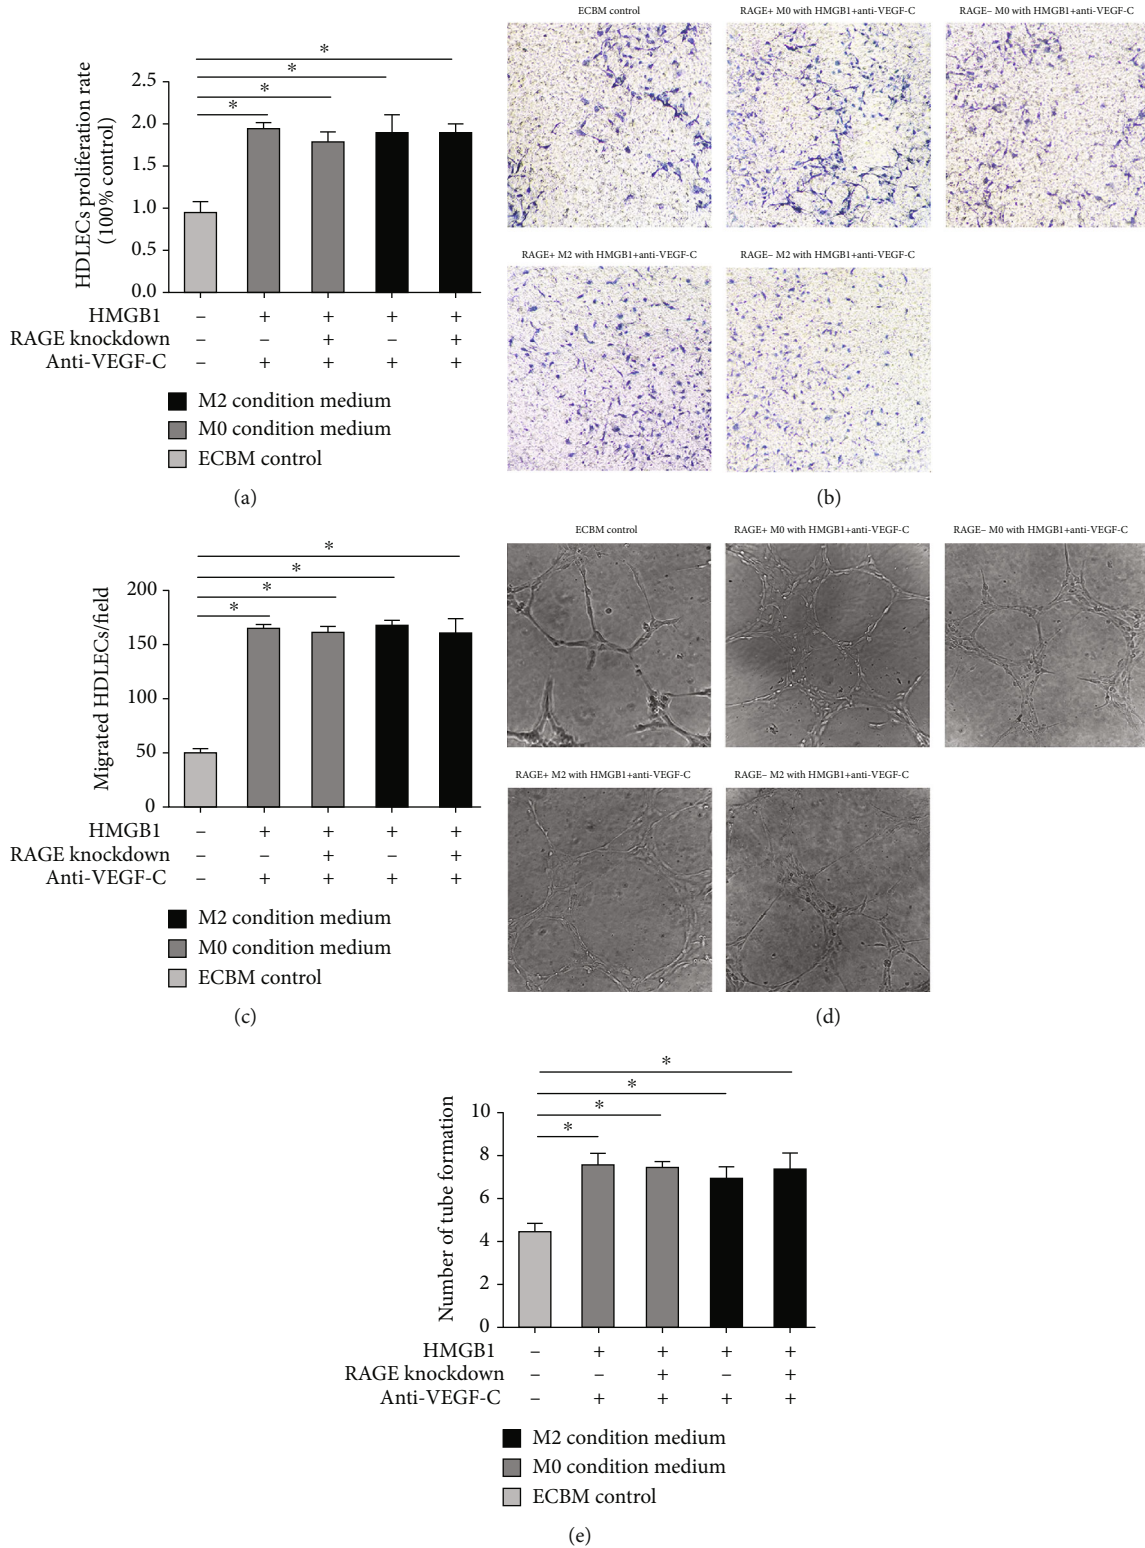 HDLECs proliferation rate
(100% control)
2.5
2.0
1.5
1.0
0.5
0.0
* * * *
HMGB1 – + + + +
RAGE knockdown – – + – +
Anti-VEGF-C – + + + +
M2 condition medium
M0 condition medium
ECBM control
(a)
ECBM control
RAGE+ M0 with HMGB1+anti-VEGF-C
RAGE– M0 with HMGB1+anti-VEGF-C
RAGE+ M2 with HMGB1+anti-VEGF-C
RAGE– M2 with HMGB1+anti-VEGF-C
(b)
Migrated HDLECs/field
200
150
100
50
0
* * * *
HMGB1 – + + + +
RAGE knockdown – – + – +
Anti-VEGF-C – + + + +
M2 condition medium
M0 condition medium
ECBM control
(c)
ECBM control
RAGE+ M0 with HMGB1+anti-VEGF-C
RAGE– M0 with HMGB1+anti-VEGF-C
RAGE+ M2 with HMGB1+anti-VEGF-C
RAGE– M2 with HMGB1+anti-VEGF-C
(d)
Number of tube formation
10
8
6
4
2
0
* * * *
HMGB1 – + + + +
RAGE knockdown – – + – +
Anti-VEGF-C – + + + +
M2 condition medium
M0 condition medium
ECBM control
(e)